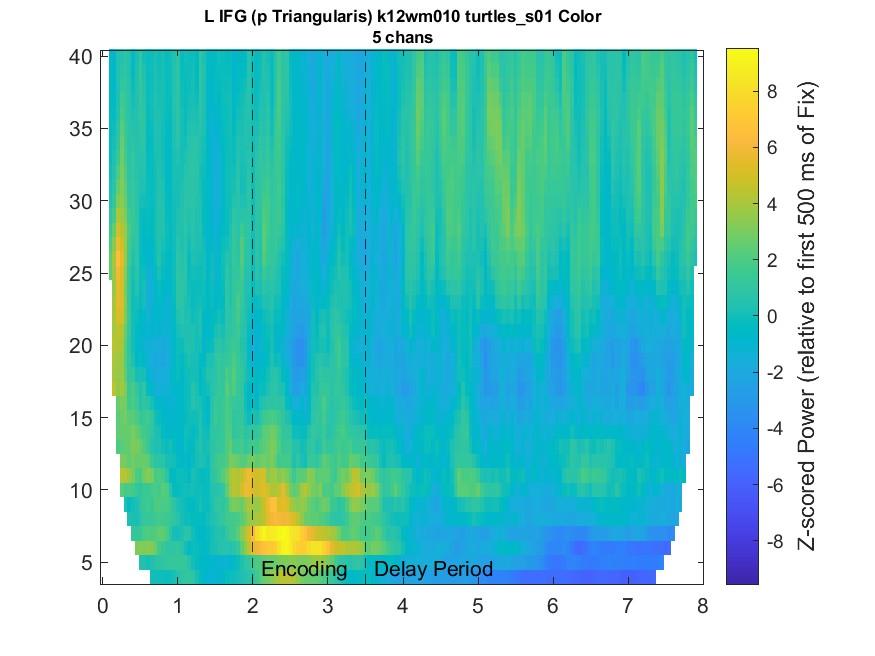 L IFG (p Triangularis) k12wm010 turtles_s01 Color
5 chans
40
35
30
25
20
15
10
5
Encoding
Delay Period
0 1 2 3 4 5 6 7 8
8
6
4
2
0
-2
-4
-6
-8
Z-scored Power (relative to first 500 ms of Fix)